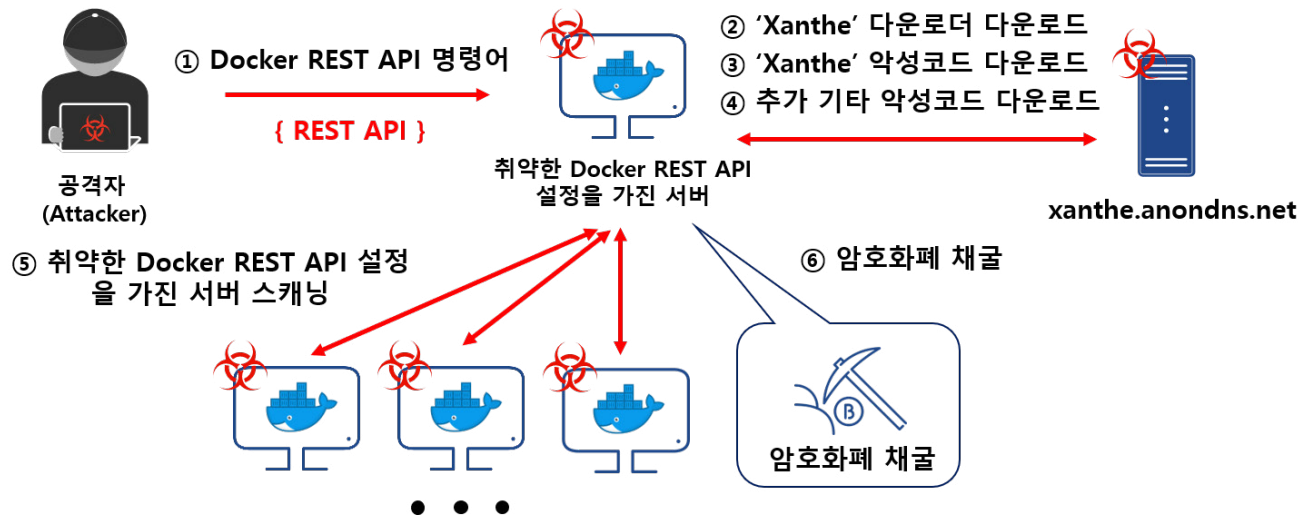 ① Docker REST API 명령어
{ REST API }
공격자
(Attacker)
취약한 Docker REST API
설정을 가진 서버
② ‘Xanthe’ 다운로더 다운로드
③ ‘Xanthe’ 악성코드 다운로드
④ 추가 기타 악성코드 다운로드
xanthe.anondns.net
⑤ 취약한 Docker REST API 설정
을 가진 서버 스캐닝
⑥ 암호화폐 채굴
B
암호화폐 채굴